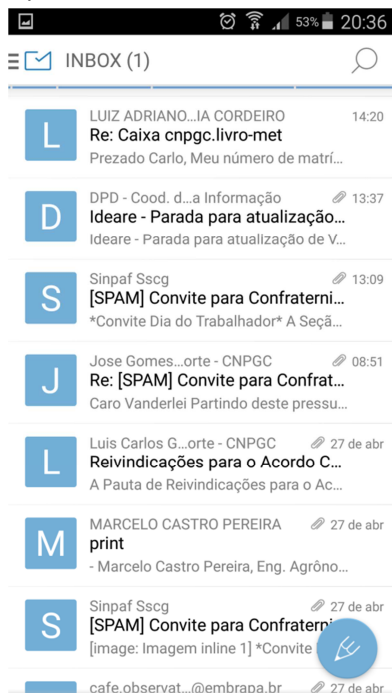 53% 20:36
INBOX (1)
L
LUIZ ADRIANO...IA CORDEIRO 14:20
Re: Caixa cnpgc.livro-met
Prezado Carlo, Meu número de matrí...
D
DPD - Cood. d...a Informação 13:37
Ideare - Parada para atualização...
Ideare - Parada para atualização de V...
S
Sinpaf Sscg 13:09
[SPAM] Convite para Confraterni...
*Convite Dia do Trabalhador* A Seçã...
J
Jose Gomes...orte - CNPGC 08:51
Re: [SPAM] Convite para Confrat...
Caro Vanderlei Partindo deste pressu...
L
Luis Carlos G...orte - CNPGC 27 de abr
Reivindicações para o Acordo C...
A Pauta de Reivindicações para o Ac...
M
MARCELO CASTRO PEREIRA 27 de abr
print
- Marcelo Castro Pereira, Eng. Agrôno...
S
Sinpaf Sscg 27 de abr
[SPAM] Convite para Confraterni
[image: Imagem inline 1] *Convite
cafe.observat...@embrapa.br 27 de abr